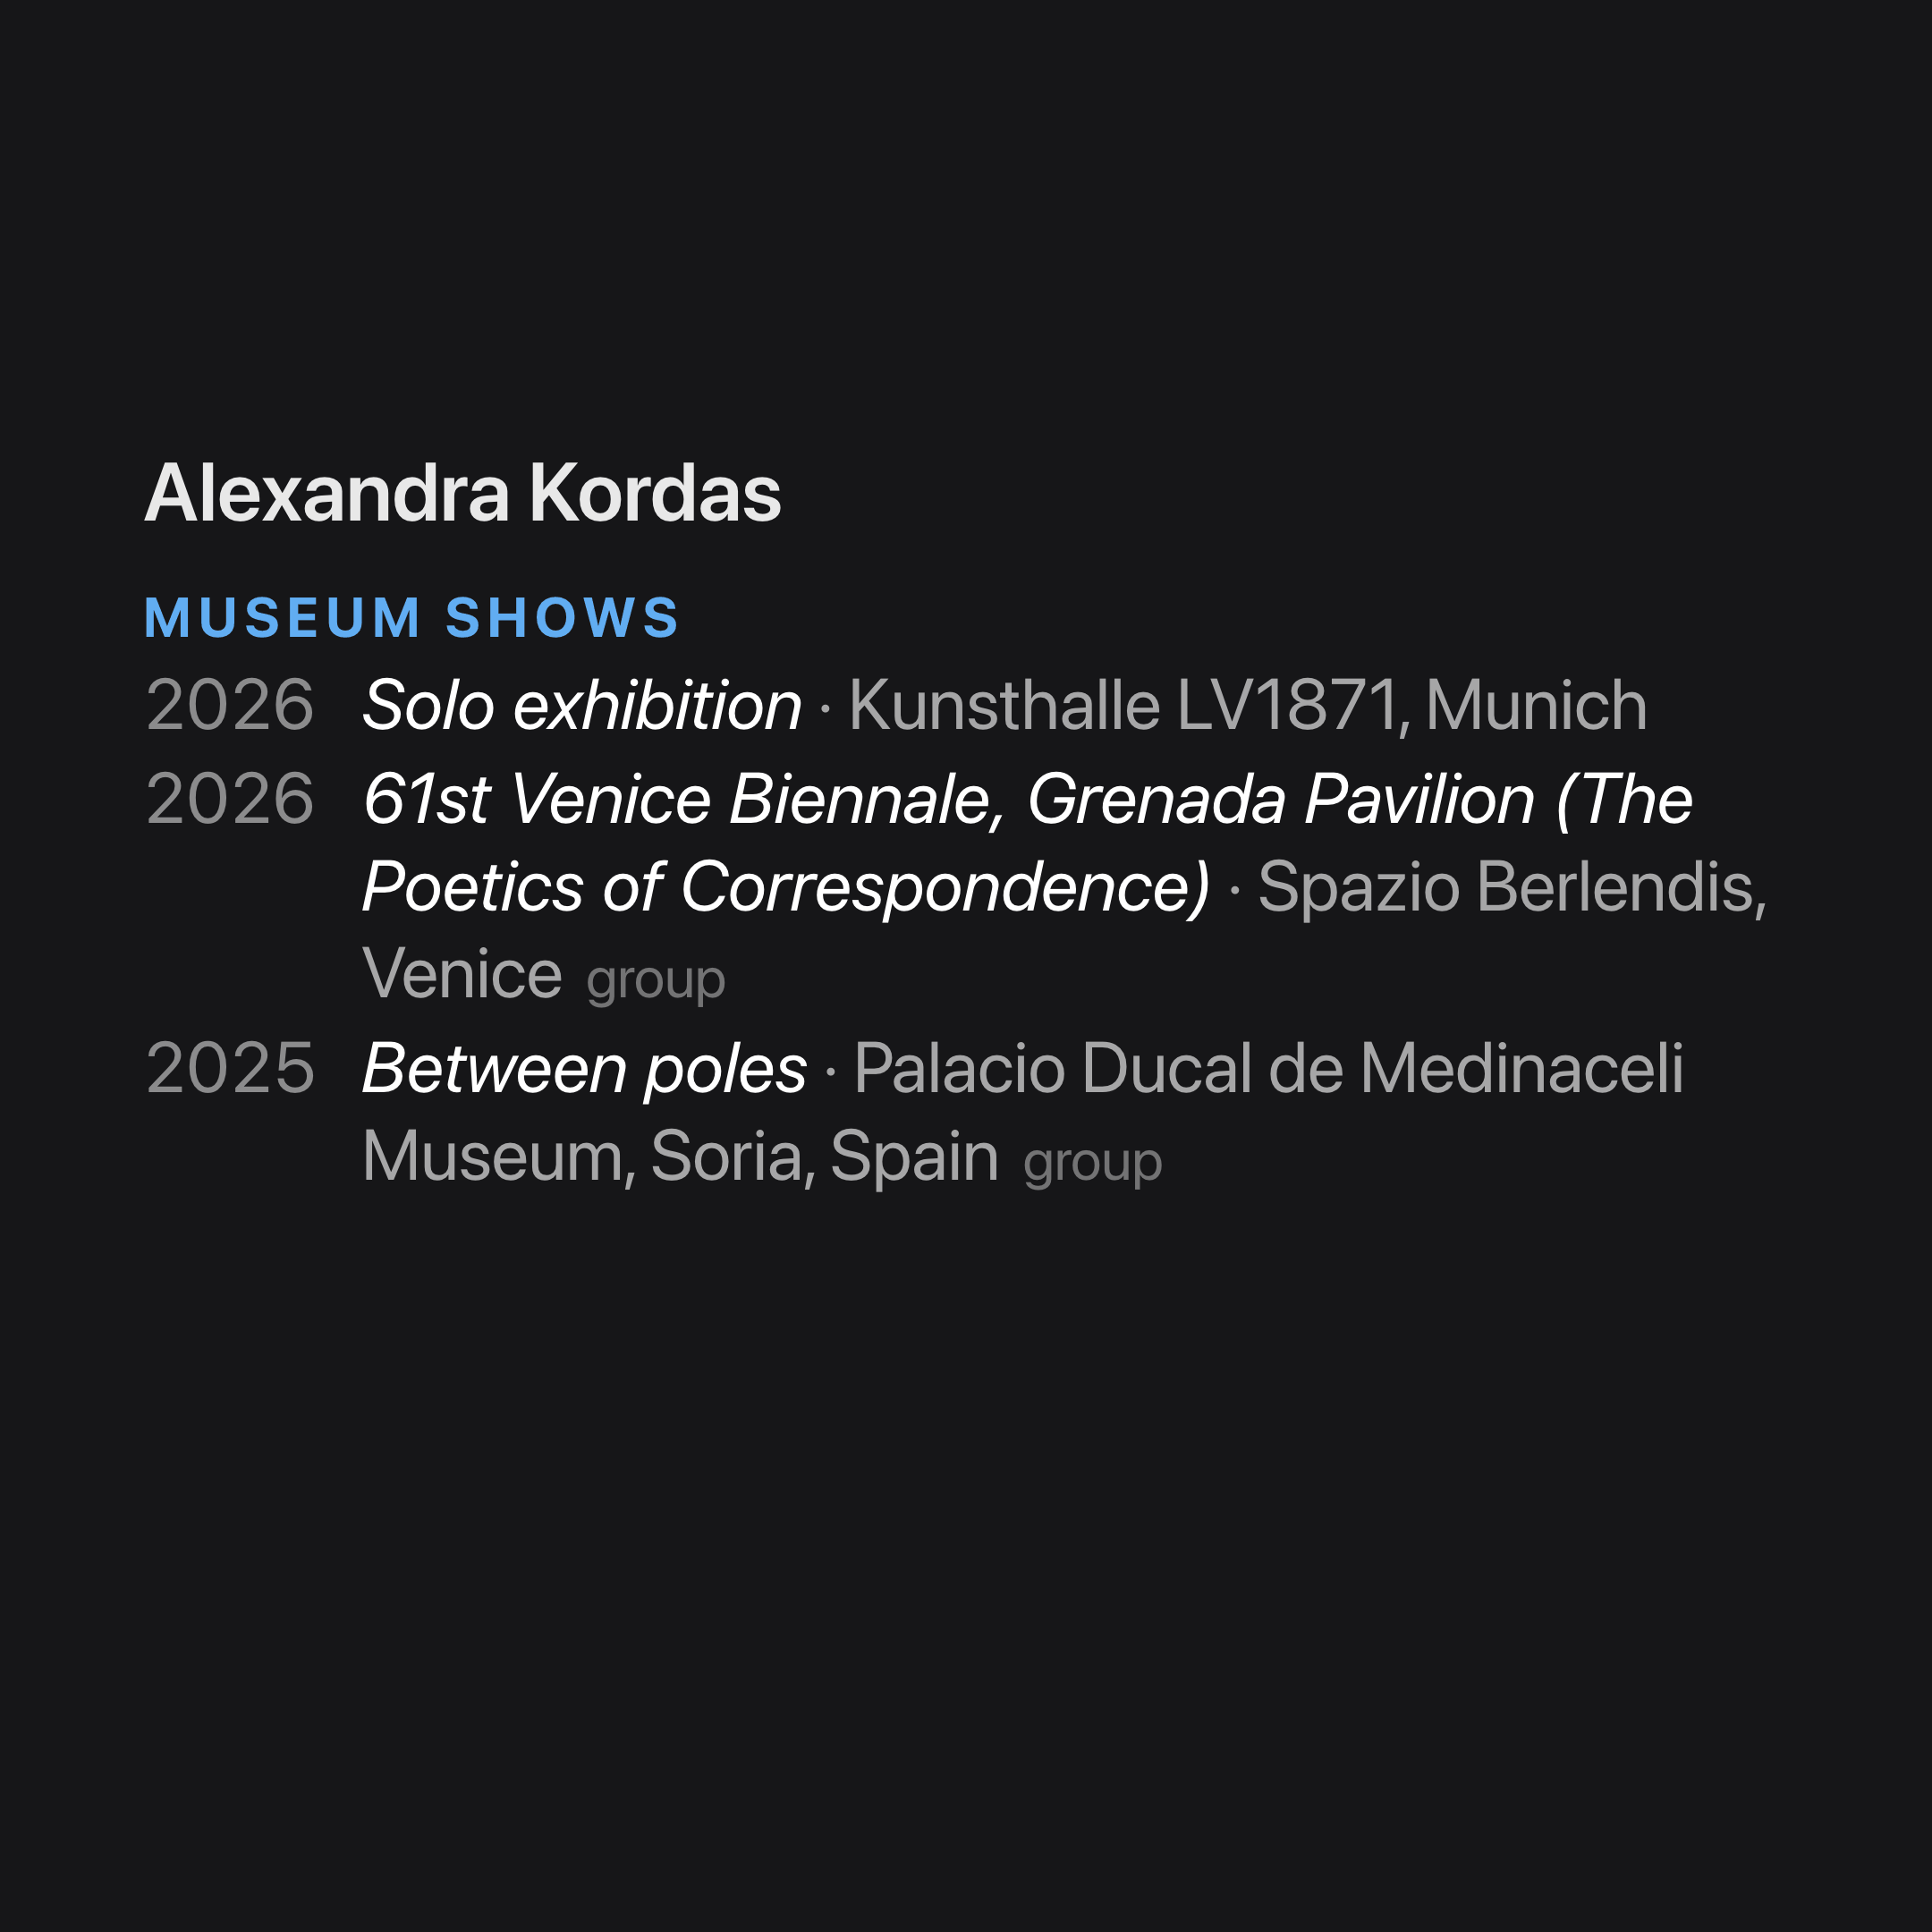 Alexandra Kordas
MUSEUM SHOWS
2026 Solo exhibition · Kunsthalle LV1871, Munich
2026 61st Venice Biennale, Grenada Pavilion (The
Poetics of Correspondence) · Spazio Berlendis,
Venice group
2025 Between poles · Palacio Ducal de Medinaceli
Museum, Soria, Spain group